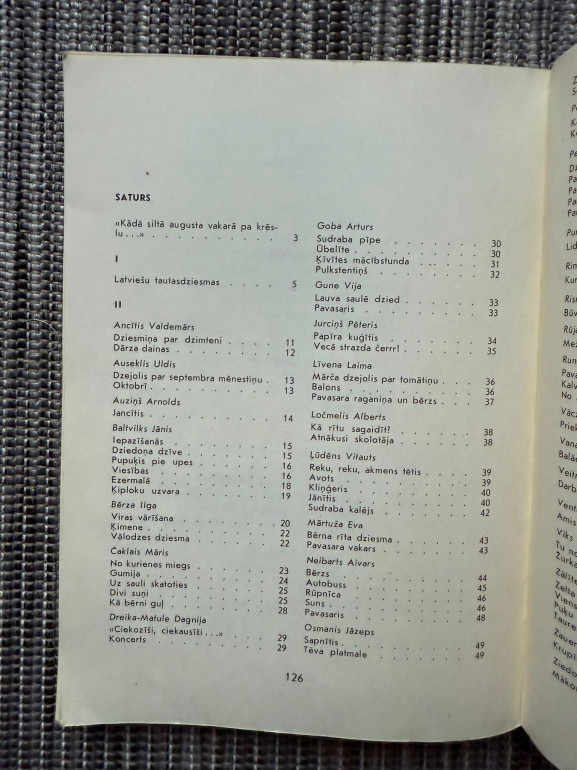 SATURS
«Kādā siltā augusta vakarā pa krēs-
lu . . .» . . . . . . . . . . 3
I
Latviešu tautasdziesmas . . . . 5
II
Ancītis Valdemārs
Dziesmiņa par dzimteni . . . . 11
Dārza dainas . . . . . . . . . 12
Auseklis Uldis
Dzejolis par septembra mēnestiņu . 13
Oktobrī . . . . . . . . . . 13
Auziņš Arnolds
Jancītis . . . . . . . . . . 14
Baltvilks Jānis
Iepazīšanās . . . . . . . . . 15
Dziedoņa dzīve . . . . . . . . 15
Pupuķis pie upes . . . . . . . 16
Viesības . . . . . . . . . . 16
Ezermalā . . . . . . . . . . 18
Ķiploku uzvara . . . . . . . . 19
Bērza Ilga
Viras vārīšana . . . . . . . . 20
Ķimene . . . . . . . . . . 22
Vālodzes dziesma . . . . . . . 22
Čaklais Māris
No kurienes miegs . . . . . . . 23
Gumija . . . . . . . . . . 24
Uz sauli skatoties . . . . . . . 24
Divi suņi . . . . . . . . . . 25
Kā bērni guļ . . . . . . . . . 28
Dreika-Matule Dagnija
«Ciekozīši, ciekausīši . . .» . . . . 29
Koncerts . . . . . . . . . . 29
Goba Arturs
Sudraba pīpe . . . . . . . . 30
Ūbelīte . . . . . . . . . . 30
Ķīvītes mācībstunda . . . . . . 31
Pulkstentiņš . . . . . . . . . 32
Gune Vija
Lauva saulē dzied . . . . . . . 33
Pavasaris . . . . . . . . . . 33
Jurciņš Pēteris
Papīra kuģītis . . . . . . . . 34
Vecā strazda čerrr! . . . . . . . 35
Līvena Laima
Mārča dzejolis par tomātiņu . . . 36
Balons . . . . . . . . . . 36
Pavasara raganiņa un bērzs . . . 37
Ločmelis Alberts
Kā rītu sagaidīt? . . . . . . . 38
Atnākusi skolotāja . . . . . . . 38
Ļūdēns Vitauts
Reku, reku, akmens tētis . . . . 39
Avots . . . . . . . . . . 39
Kliņģeris . . . . . . . . . . 40
Jānītis . . . . . . . . . . 40
Sudraba kalējs . . . . . . . . 42
Mārtuža Eva
Bērna rīta dziesma . . . . . . . 43
Pavasara vakars . . . . . . . . 43
Neibarts Aivars
Bērzs . . . . . . . . . . 44
Autobuss . . . . . . . . . . 45
Rūpnīca . . . . . . . . . . 46
Suns . . . . . . . . . . 46
Pavasaris . . . . . . . . . . 48
Osmanis Jāzeps
Sapnītis . . . . . . . . . . 49
Tēva platmale . . . . . . . . 49
126